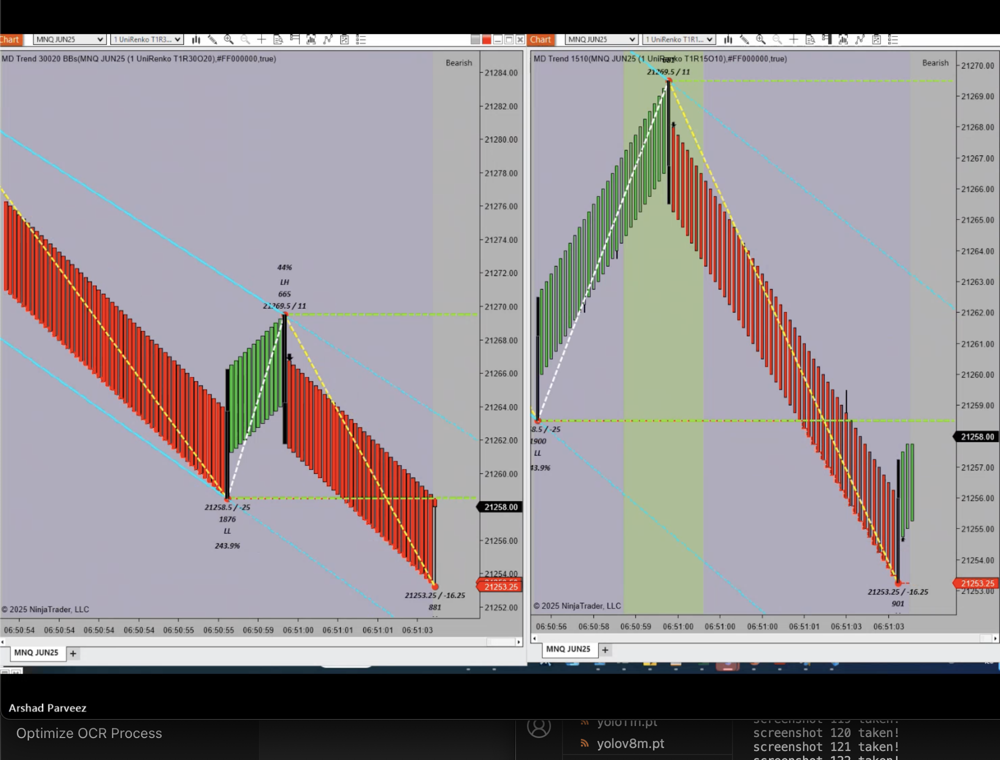 Chart MNQ JUN25 1 UniRenko T1R3...
MD Trend 30020 BBs(MNQ JUN25 (1 UniRenko T1R30O20),#FF000000,true)
Bearish
21284.00
21282.00
21280.00
21278.00
21276.00
21274.00
21272.00
21270.00
21268.00
21266.00
21264.00
21262.00
21260.00
21258.00
21256.00
21254.00
21253.25
21252.00
44%
LH
665
21269.5 / 11
21258.5 / -25
1876
LL
243.9%
21253.25 / -16.25
881
© 2025 NinjaTrader, LLC
06:50:54 06:50:54 06:50:54 06:50:54 06:50:55 06:50:56 06:51:00 06:51:01 06:51:01 06:51:03
MNQ JUN25 +
Chart MNQ JUN25 1 UniRenko T1R1...
MD Trend 1510(MNQ JUN25 (1 UniRenko T1R15O10),#FF000000,true)
Bearish
21270.00
21269.00
21268.00
21267.00
21266.00
21265.00
21264.00
21263.00
21262.00
21261.00
21260.00
21259.00
21258.00
21257.00
21256.00
21255.00
21254.00
21253.25
21253.00
21269.5 / 11
8.5 / -25
1900
LL
43.9%
21253.25 / -16.25
901
© 2025 NinjaTrader, LLC
06:50:56 06:50:57 06:50:59 06:51:00 06:51:00 06:51:01 06:51:03 06:51:03
MNQ JUN25 +
Arshad Parveez
Optimize OCR Process
yolo11n.pt
yolov8m.pt
screenshot 119 taken!
screenshot 120 taken!
screenshot 121 taken!
screenshot 122 taken!